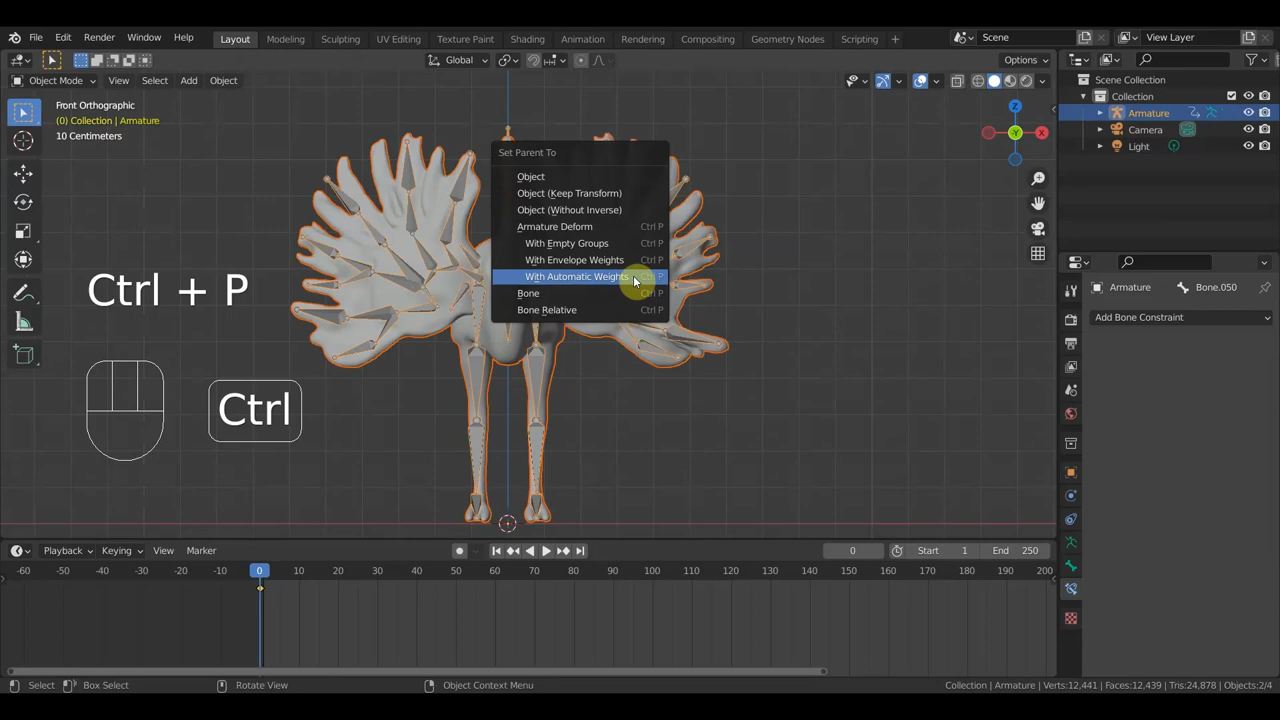 File Edit Render Window Help Layout Modeling Sculpting UV Editing Texture Paint Shading Animation Rendering Compositing Geometry Nodes Scripting + Scene View Layer
Global Options
Object Mode View Select Add Object
Scene Collection
Collection
Armature
Camera
Light
Front Orthographic
(0) Collection | Armature
10 Centimeters
Z
Y
X
Set Parent To
Object
Object (Keep Transform)
Object (Without Inverse)
Armature Deform Ctrl P
With Empty Groups Ctrl P
With Envelope Weights Ctrl P
With Automatic Weights Ctrl P
Bone Ctrl P
Bone Relative Ctrl P
Ctrl + P
Ctrl
Armature Bone.050
Add Bone Constraint
Playback Keying View Marker 0 Start 1 End 250
-60 -50 -40 -30 -20 -10 0 10 20 30 40 50 60 70 80 90 100 110 120 130 140 150 160 170 180 190 200
Select Box Select Rotate View Object Context Menu Collection | Armature | Verts:12,441 | Faces:12,439 | Tris:24,878 | Objects:2/4